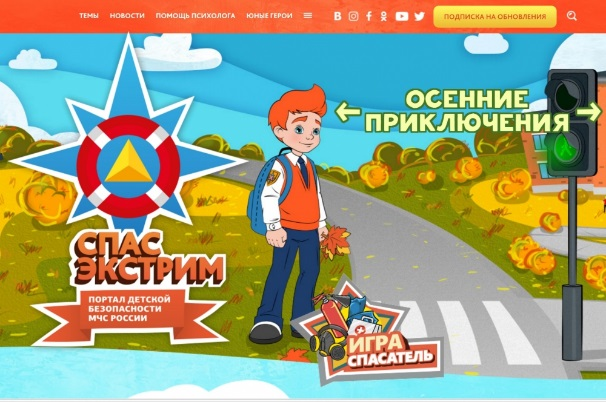 ТЕМЫ НОВОСТИ ПОМОЩЬ ПСИХОЛОГА ЮНЫЕ ГЕРОИ ПОДПИСКА НА ОБНОВЛЕНИЯ
ОСЕННИЕ
ПРИКЛЮЧЕНИЯ
СПАС
ЭКСТРИМ
ПОРТАЛ ДЕТСКОЙ
БЕЗОПАСНОСТИ
МЧС РОССИИ
ИГРА
СПАСАТЕЛЬ